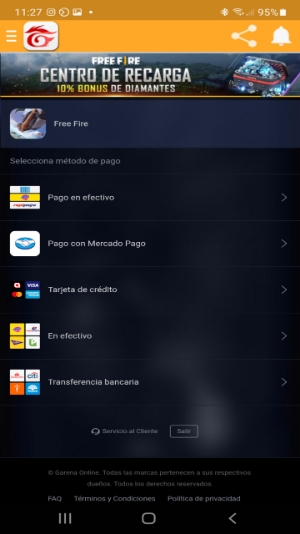 11:27
95%
FREE FIRE
CENTRO DE RECARGA
10% BONUS DE DIAMANTES
Free Fire
Selecciona método de pago
Pago en efectivo
Pago con Mercado Pago
VISA
Tarjeta de crédito
En efectivo
citi
Transferencia bancaria
Servicio al Cliente
Salir
© Garena Online. Todas las marcas pertenecen a sus respectivos
dueños. Todos los derechos reservados.
FAQ Términos y Condiciones Política de privacidad